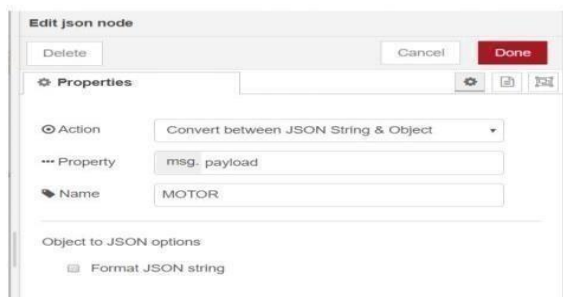 Edit json node
Delete Cancel Done
Properties
Action Convert between JSON String & Object
Property msg. payload
Name MOTOR
Object to JSON options
Format JSON string